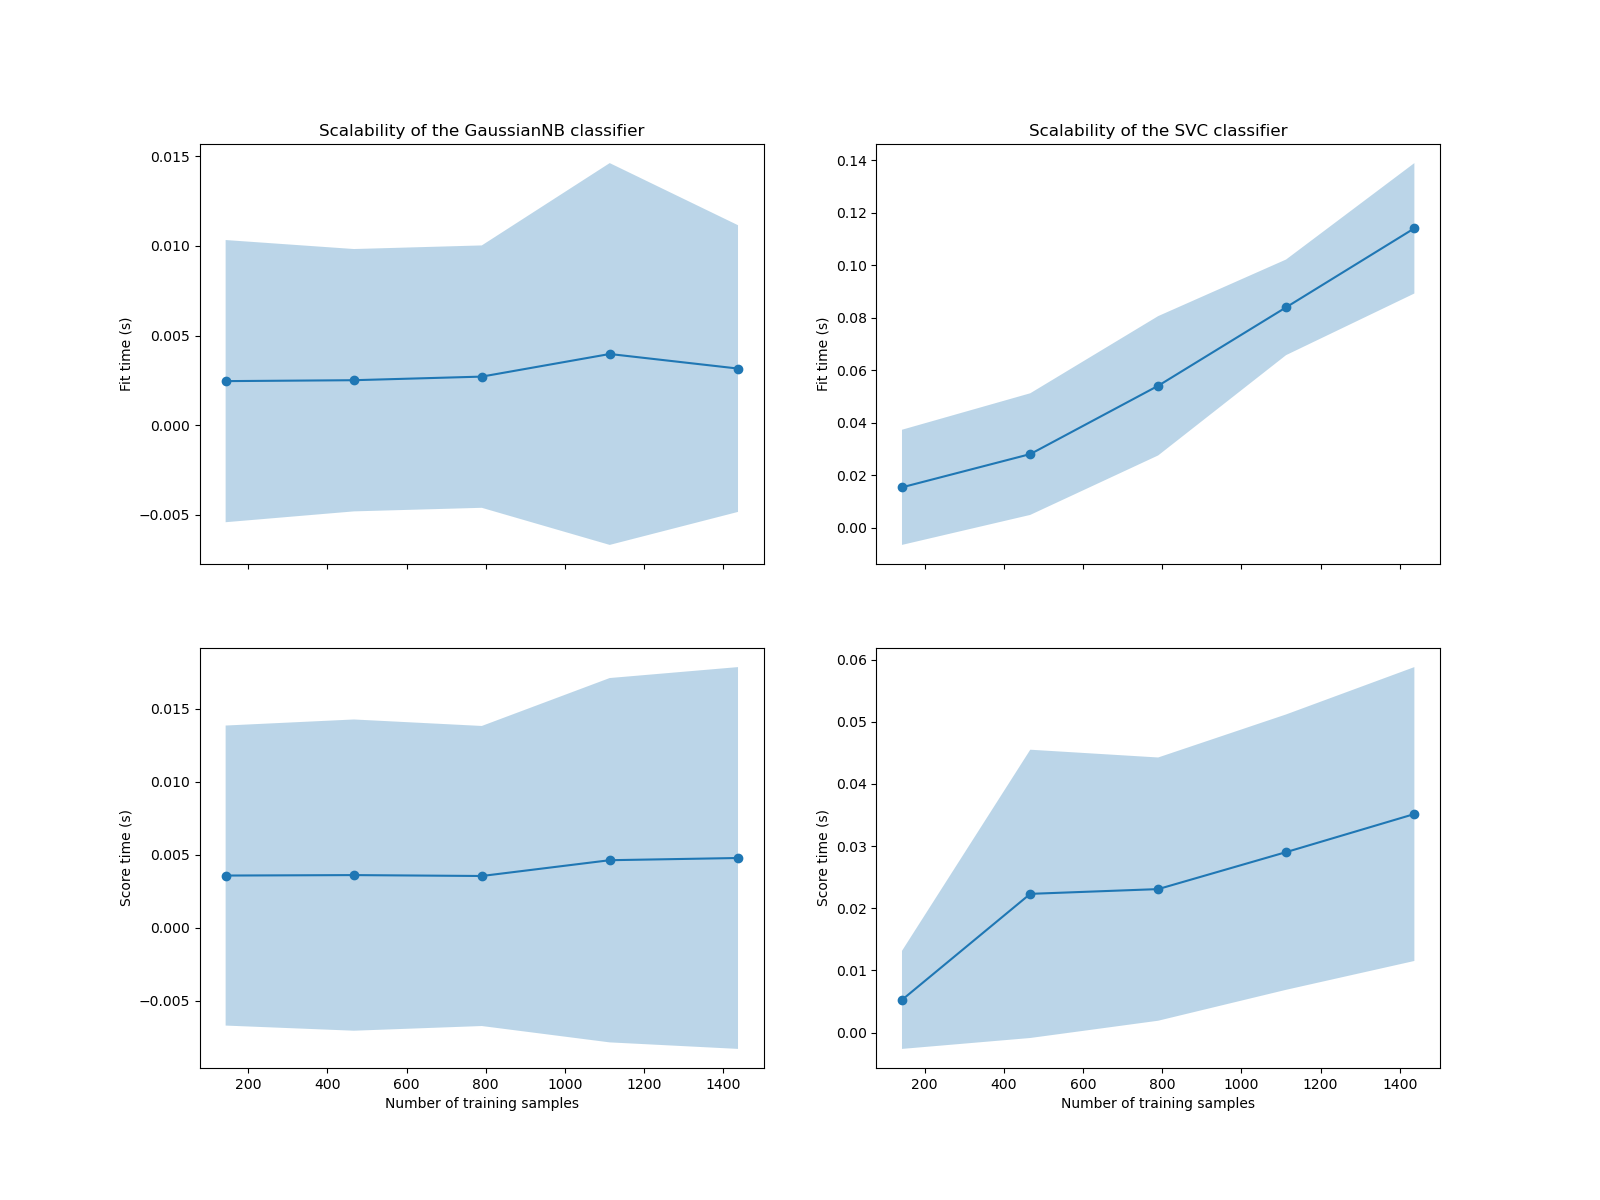 Scalability of the GaussianNB classifier
0.015
0.010
0.005
0.000
−0.005
Fit time (s)
Scalability of the SVC classifier
0.14
0.12
0.10
0.08
0.06
0.04
0.02
0.00
Fit time (s)
0.015
0.010
0.005
0.000
−0.005
Score time (s)
200 400 600 800 1000 1200 1400
Number of training samples
0.06
0.05
0.04
0.03
0.02
0.01
0.00
Score time (s)
200 400 600 800 1000 1200 1400
Number of training samples